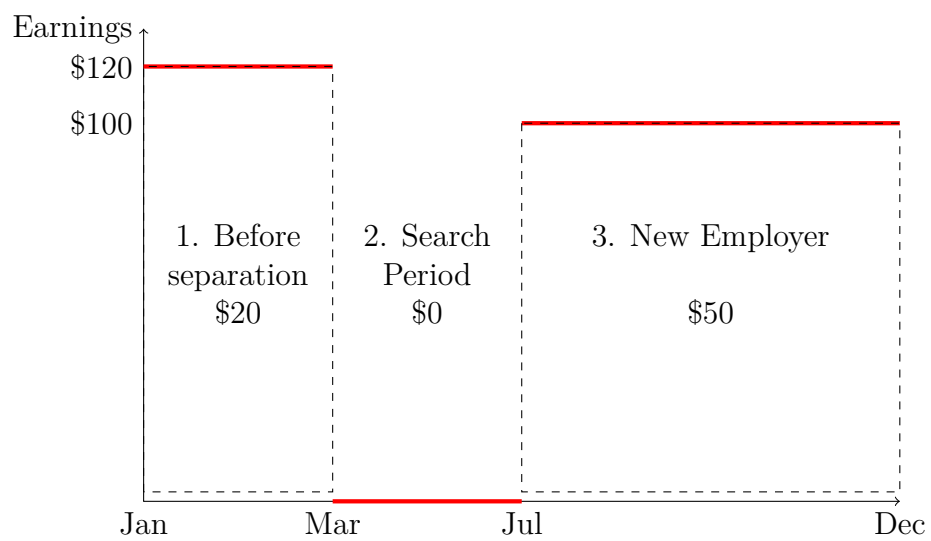 Earnings
$120
$100
1. Before
separation
$20
2. Search
Period
$0
3. New Employer
$50
Jan
Mar
Jul
Dec